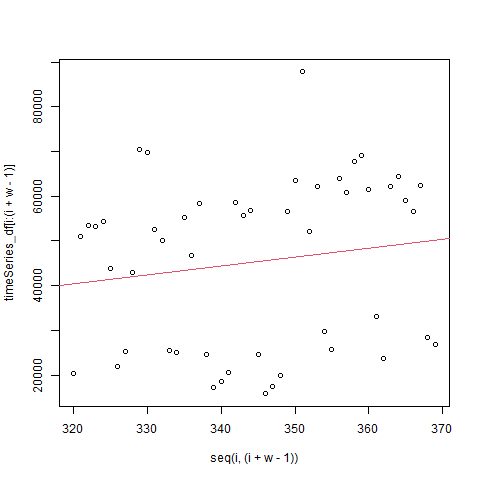 80000
60000
40000
20000
timeSeries_df[i:(i + w - 1)]
320 330 340 350 360 370
seq(i, (i + w - 1))